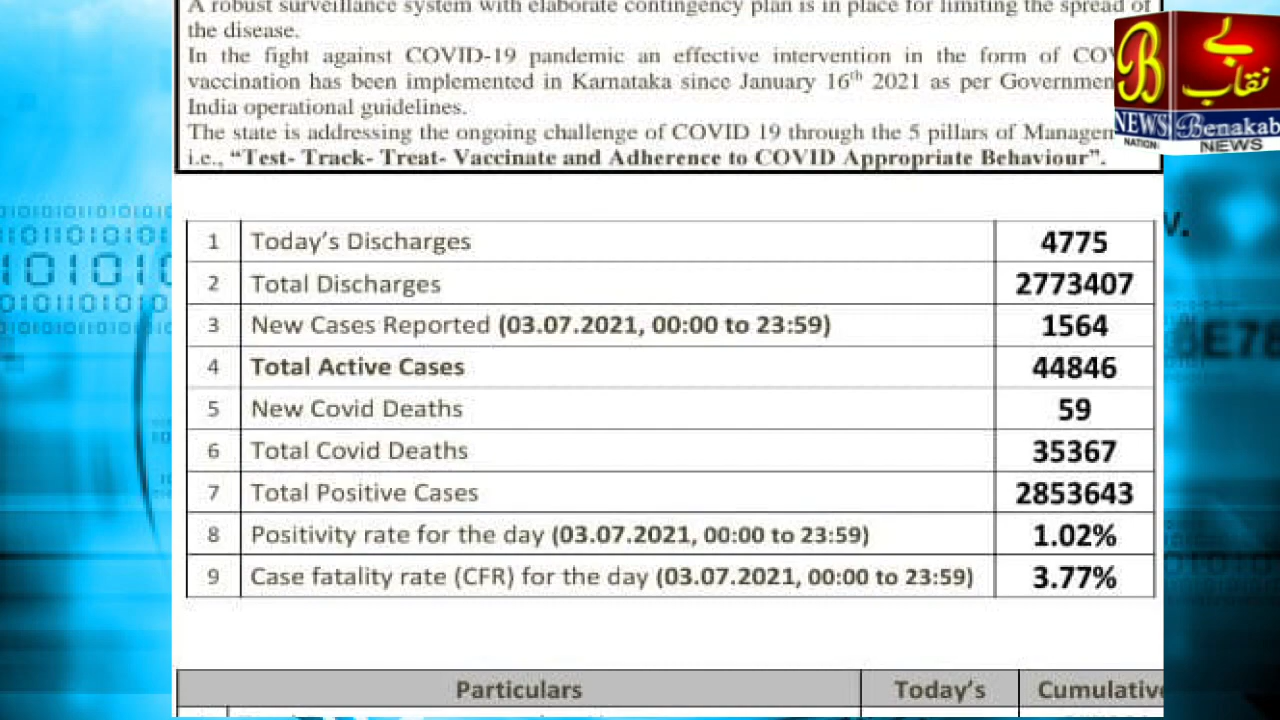 A robust surveillance system with elaborate contingency plan is in place for limiting the spread of
the disease.
In the fight against COVID-19 pandemic an effective intervention in the form of COV
vaccination has been implemented in Karnataka since January 16th 2021 as per Governmen
India operational guidelines.
The state is addressing the ongoing challenge of COVID 19 through the 5 pillars of Managen
i.e., “Test- Track- Treat- Vaccinate and Adherence to COVID Appropriate Behaviour”.
B
بے نقاب
NEWS Benakab
NATION NEWS
1 Today’s Discharges 4775
2 Total Discharges 2773407
3 New Cases Reported (03.07.2021, 00:00 to 23:59) 1564
4 Total Active Cases 44846
5 New Covid Deaths 59
6 Total Covid Deaths 35367
7 Total Positive Cases 2853643
8 Positivity rate for the day (03.07.2021, 00:00 to 23:59) 1.02%
9 Case fatality rate (CFR) for the day (03.07.2021, 00:00 to 23:59) 3.77%
Particulars Today’s Cumulative